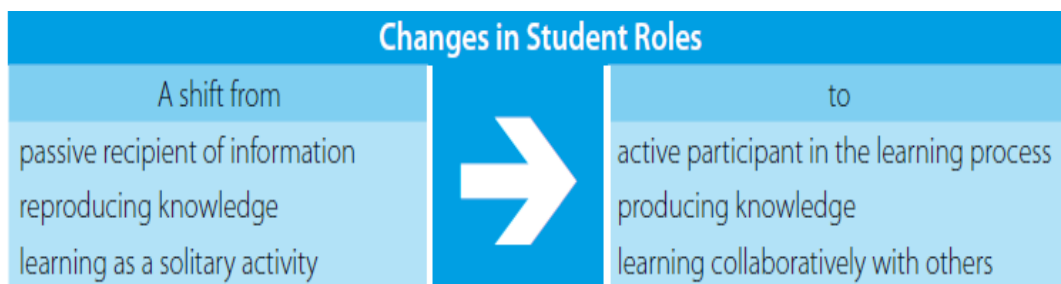 Changes in Student Roles
A shift from
passive recipient of information
reproducing knowledge
learning as a solitary activity
to
active participant in the learning process
producing knowledge
learning collaboratively with others